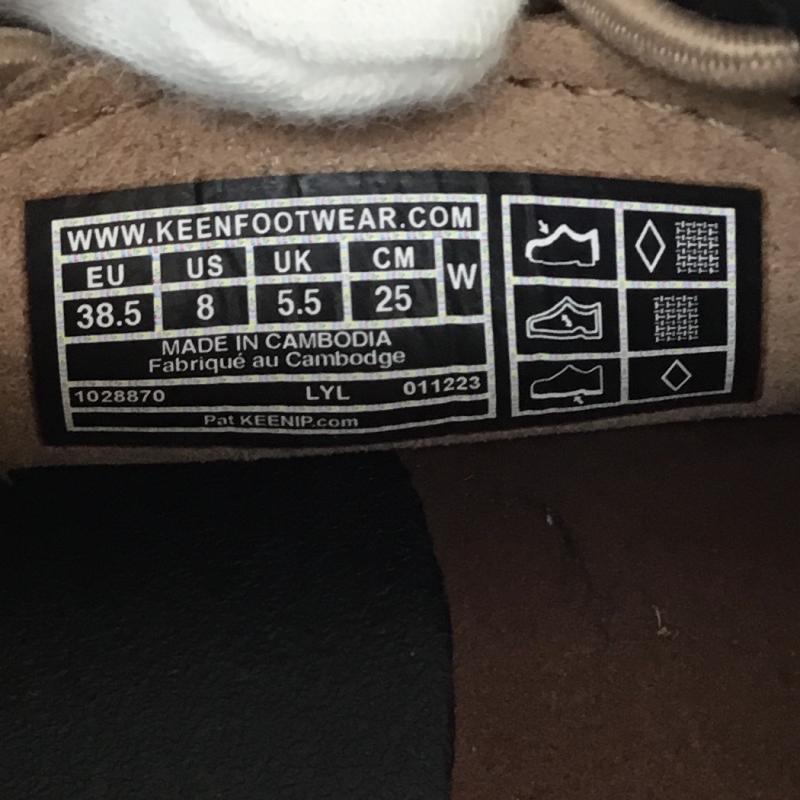 WWW.KEENFOOTWEAR.COM
EU US UK CM W
38.5 8 5.5 25
MADE IN CAMBODIA
Fabriqué au Cambodge
1028870 LYL 011223
Pat KEENIP.com